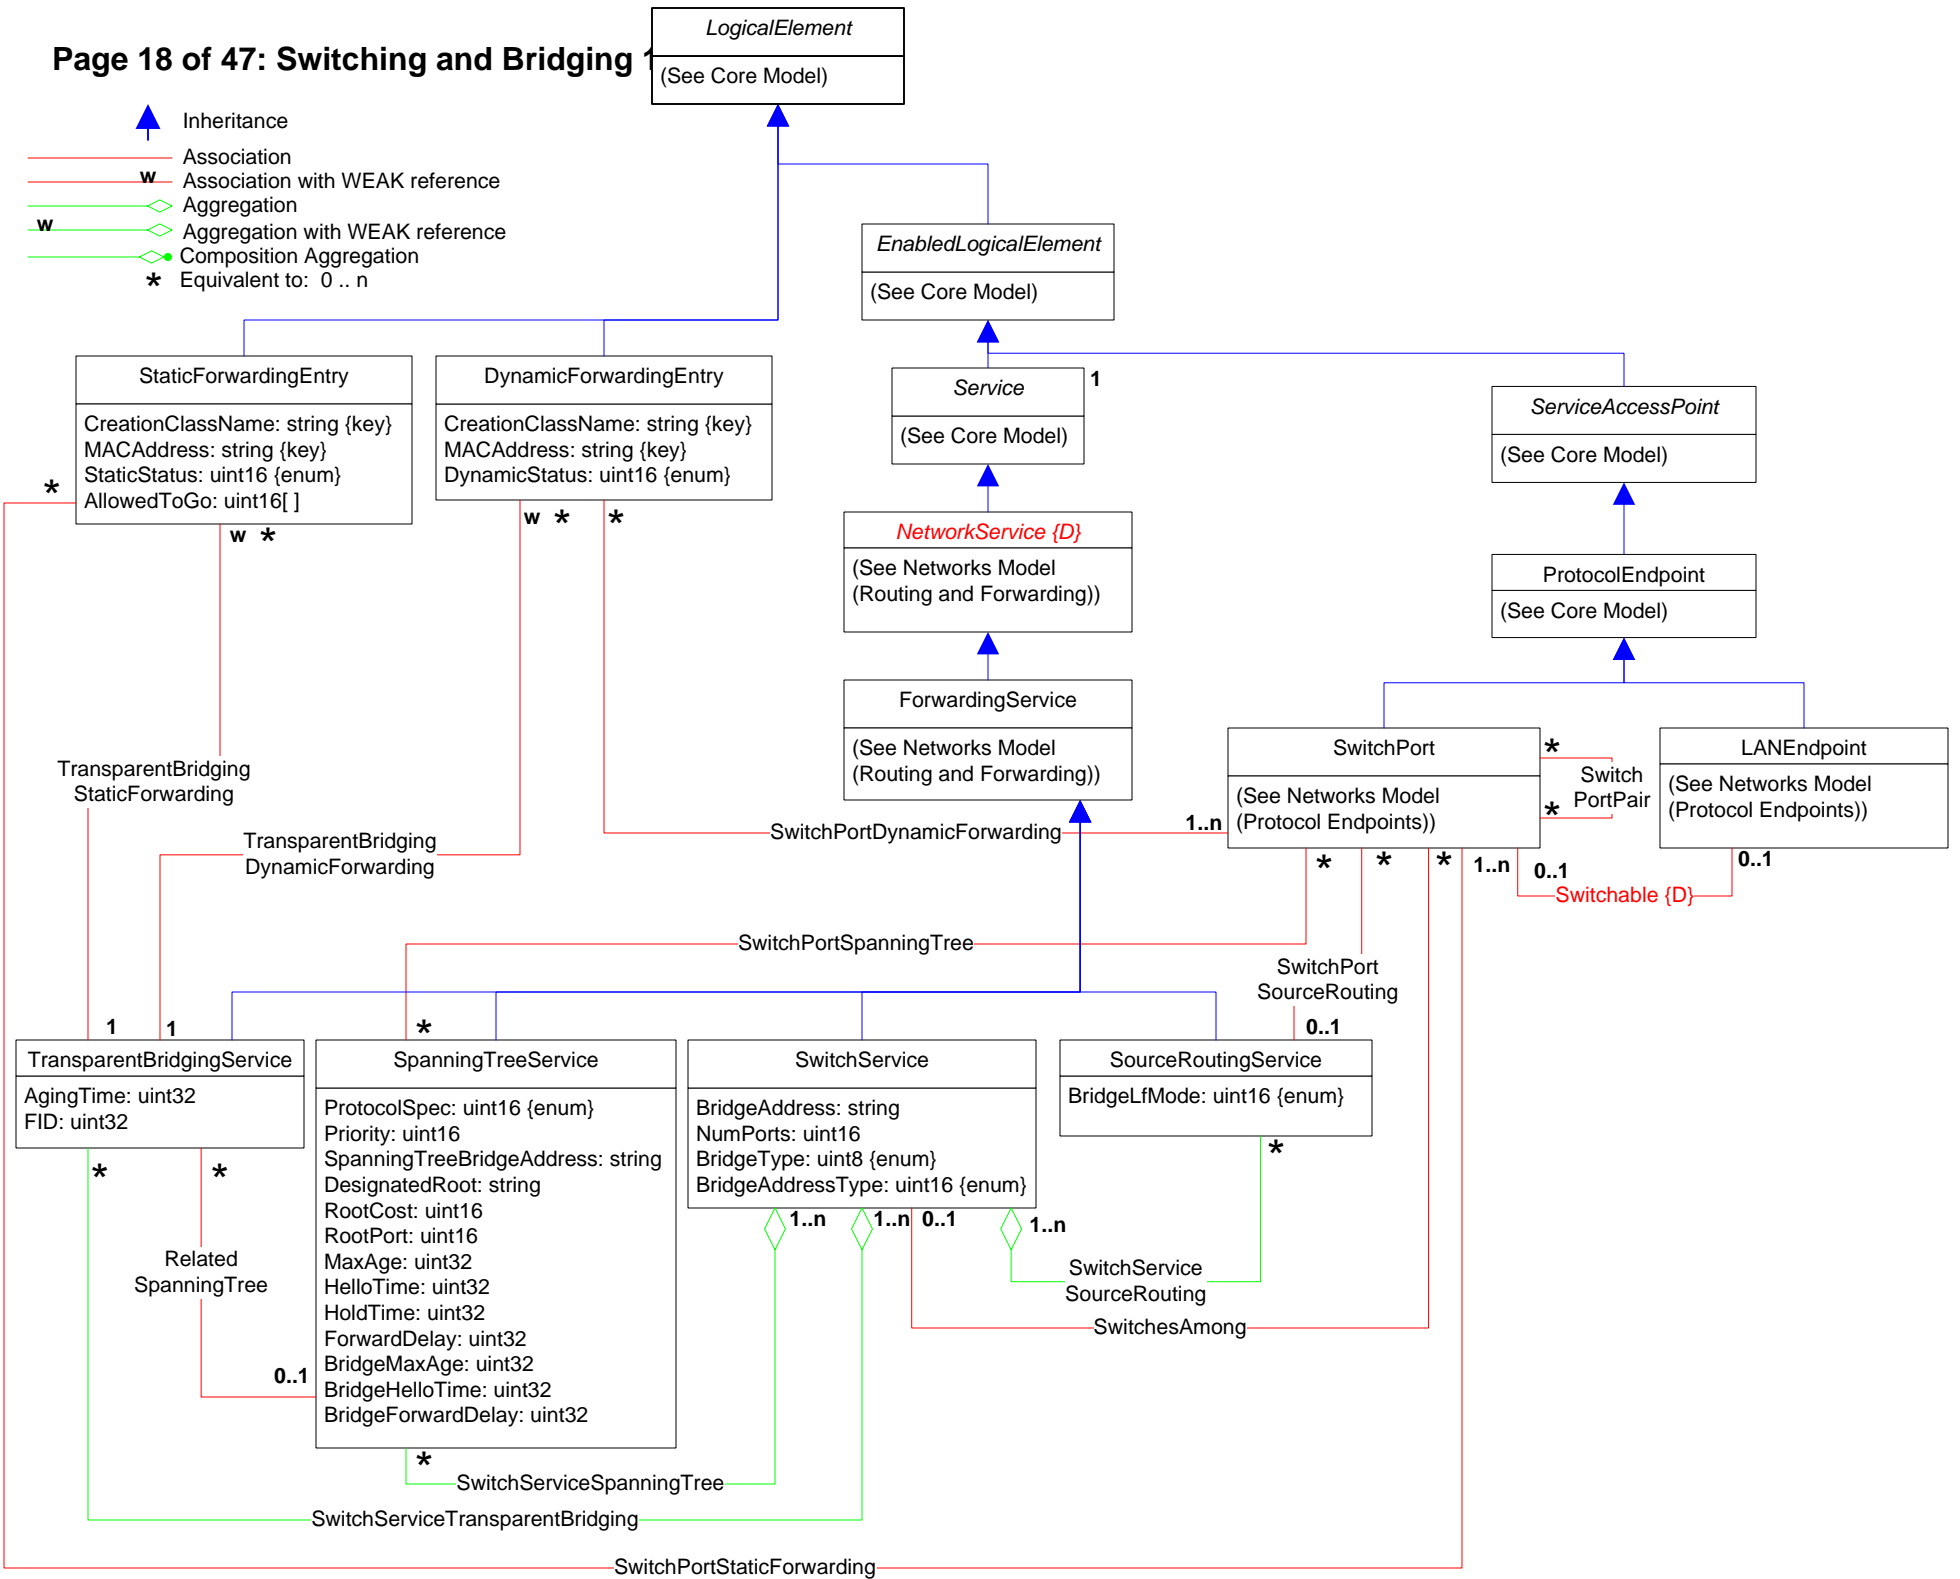 Page 18 of 47: Switching and Bridging 1
LogicalElement
(See Core Model)
Inheritance
Association
w
Association with WEAK reference
Aggregation
w
Aggregation with WEAK reference
Composition Aggregation
* Equivalent to: 0 .. n
EnabledLogicalElement
(See Core Model)
StaticForwardingEntry
CreationClassName: string {key}
MACAddress: string {key}
StaticStatus: uint16 {enum}
AllowedToGo: uint16[ ]
*
w *
DynamicForwardingEntry
CreationClassName: string {key}
MACAddress: string {key}
DynamicStatus: uint16 {enum}
w * *
Service
1
(See Core Model)
ServiceAccessPoint
(See Core Model)
NetworkService {D}
(See Networks Model
(Routing and Forwarding))
ProtocolEndpoint
(See Core Model)
ForwardingService
(See Networks Model
(Routing and Forwarding))
SwitchPort
(See Networks Model
(Protocol Endpoints))
*
Switch
PortPair
*
LANEndpoint
(See Networks Model
(Protocol Endpoints))
TransparentBridging
StaticForwarding
TransparentBridging
DynamicForwarding
SwitchPortDynamicForwarding
1..n
* * * 1..n 0..1
0..1
Switchable {D}
SwitchPortSpanningTree
SwitchPort
SourceRouting
1 1 * 0..1
TransparentBridgingService
AgingTime: uint32
FID: uint32
* *
SpanningTreeService
ProtocolSpec: uint16 {enum}
Priority: uint16
SpanningTreeBridgeAddress: string
DesignatedRoot: string
RootCost: uint16
RootPort: uint16
MaxAge: uint32
HelloTime: uint32
HoldTime: uint32
ForwardDelay: uint32
BridgeMaxAge: uint32
BridgeHelloTime: uint32
BridgeForwardDelay: uint32
*
SwitchService
BridgeAddress: string
NumPorts: uint16
BridgeType: uint8 {enum}
BridgeAddressType: uint16 {enum}
1..n 1..n 0..1 1..n
SourceRoutingService
BridgeLfMode: uint16 {enum}
*
Related
SpanningTree
0..1
SwitchService
SourceRouting
SwitchesAmong
SwitchServiceSpanningTree
SwitchServiceTransparentBridging
SwitchPortStaticForwarding